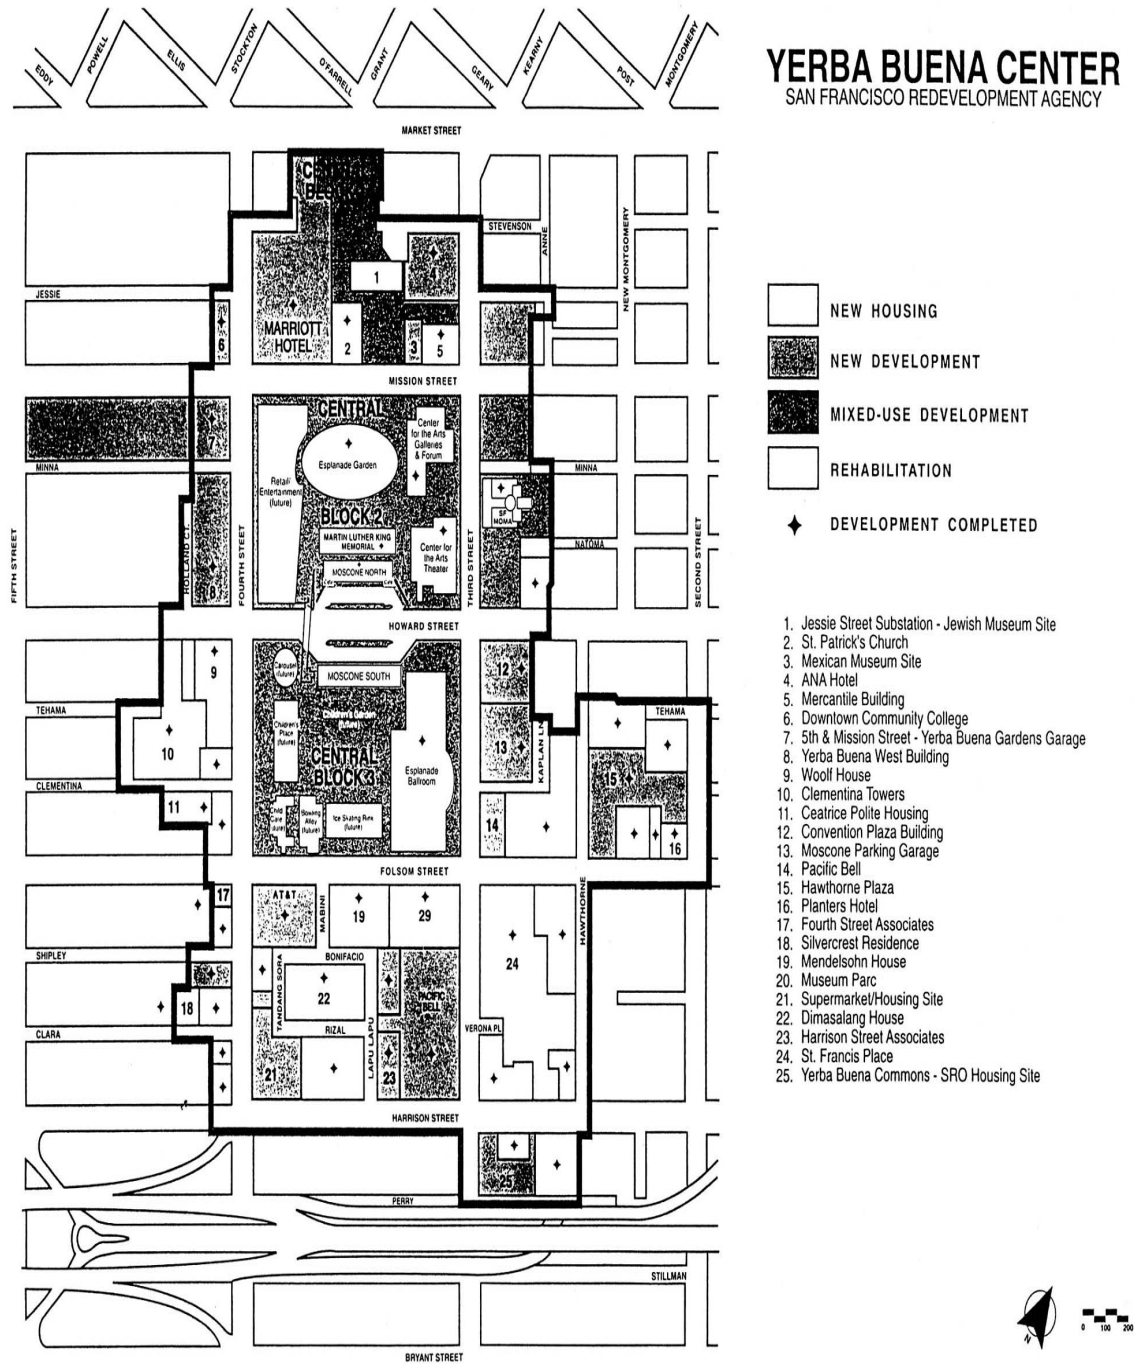 YERBA BUENA CENTER
SAN FRANCISCO REDEVELOPMENT AGENCY
EDDY
POWELL
ELLIS
STOCKTON
O'FARRELL
GRANT
GEARY
KEARNY
POST
MONTGOMERY
MARKET STREET
STEVENSON
ANNE
NEW MONTGOMERY
JESSIE
1
4
MARRIOTT
HOTEL
6
2
3
5
MISSION STREET
CENTRAL
BLOCK 2
7
Esplanade Garden
Center
for the Arts
Galleries
& Forum
Retail/
Entertainment
(future)
MINNA
MINNA
SF
MOMA
MARTIN LUTHER KING
MEMORIAL
MOSCONE NORTH
Center for
the Arts
Theater
NATOMA
FIFTH STREET
HOLLAND CT.
8
FOURTH STEET
THIRD STREET
SECOND STREET
HOWARD STREET
9
Carousel
(future)
MOSCONE SOUTH
12
TEHAMA
TEHAMA
10
Children's
Place
(future)
CENTRAL
BLOCK 3
Esplanade
Ballroom
13
KAPLAN LN.
15
CLEMENTINA
11
Child
Care
Bowling
Alley
(future)
Ice Skating Rink
(future)
14
16
FOLSOM STREET
17
AT&T
MABINI
19
29
HAWTHORNE
SHIPLEY
BONIFACIO
TANDANG SORA
22
LAPU LAPU
PACIFIC
BELL
24
18
CLARA
RIZAL
VERONA PL.
21
23
HARRISON STREET
25
PERRY
STILLMAN
BRYANT STREET
NEW HOUSING
NEW DEVELOPMENT
MIXED-USE DEVELOPMENT
REHABILITATION
DEVELOPMENT COMPLETED
1. Jessie Street Substation - Jewish Museum Site
2. St. Patrick's Church
3. Mexican Museum Site
4. ANA Hotel
5. Mercantile Building
6. Downtown Community College
7. 5th & Mission Street - Yerba Buena Gardens Garage
8. Yerba Buena West Building
9. Woolf House
10. Clementina Towers
11. Ceatrice Polite Housing
12. Convention Plaza Building
13. Moscone Parking Garage
14. Pacific Bell
15. Hawthorne Plaza
16. Planters Hotel
17. Fourth Street Associates
18. Silvercrest Residence
19. Mendelsohn House
20. Museum Parc
21. Supermarket/Housing Site
22. Dimasalang House
23. Harrison Street Associates
24. St. Francis Place
25. Yerba Buena Commons - SRO Housing Site
N
0 100 200